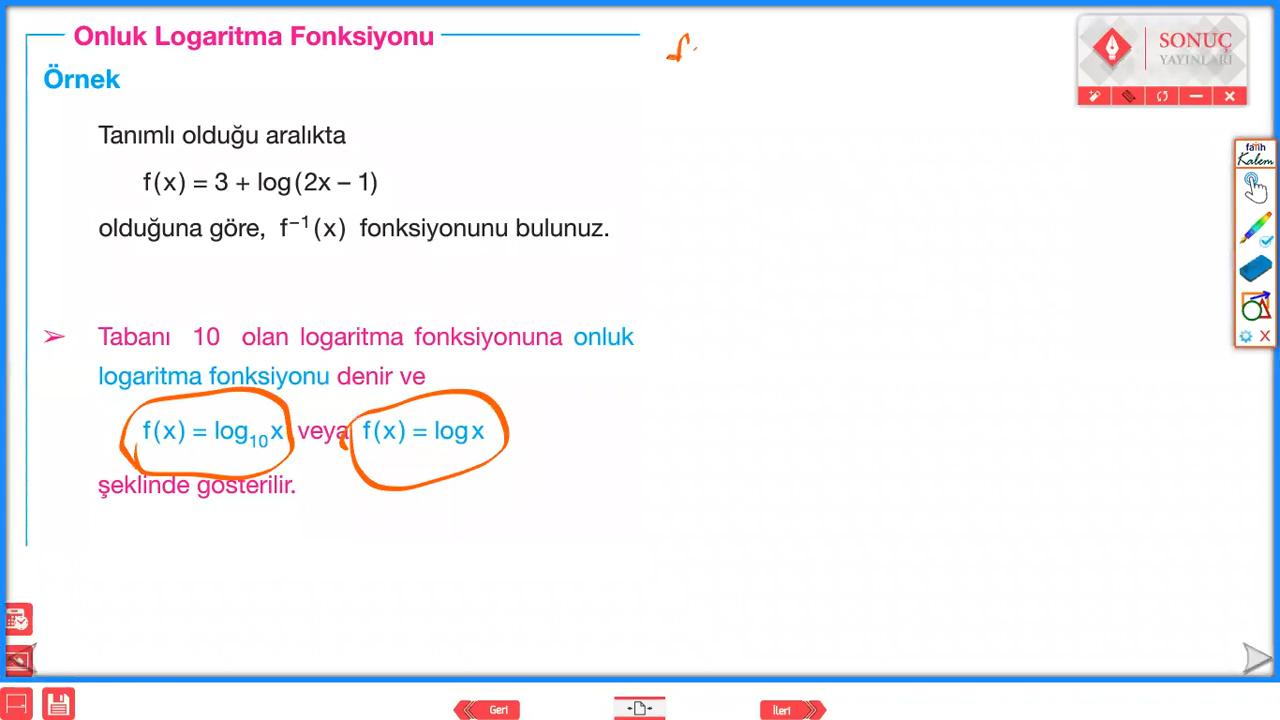 Onluk Logaritma Fonksiyonu
SONUÇ
YAYINLARI
Örnek
Tanımlı olduğu aralıkta
f(x) = 3 + log(2x – 1)
olduğuna göre, f⁻¹(x) fonksiyonunu bulunuz.
fatih
Kalem
➢ Tabanı 10 olan logaritma fonksiyonuna onluk
logaritma fonksiyonu denir ve
f(x) = log₁₀x veya f(x) = logx
şeklinde gösterilir.
Geri
İleri